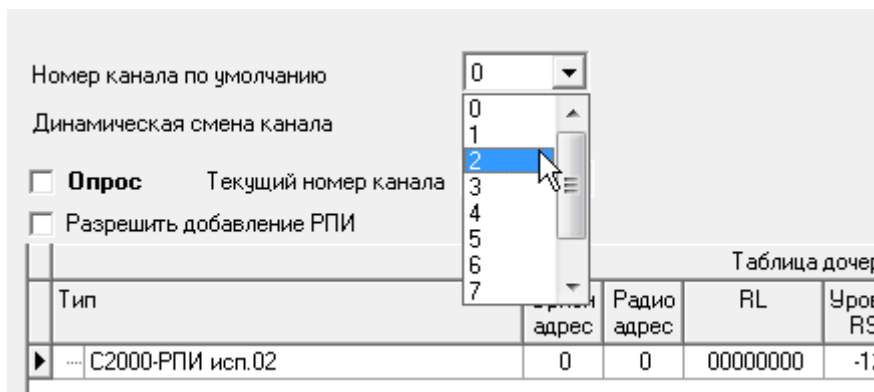 Номер канала по умолчанию 0
Динамическая смена канала
0
1
2
3
4
5
6
7
Опрос Текущий номер канала
Разрешить добавление РПИ
Таблица
Тип адрес Радио адрес RL
С2000-РПИ исп.02 0 0 00000000